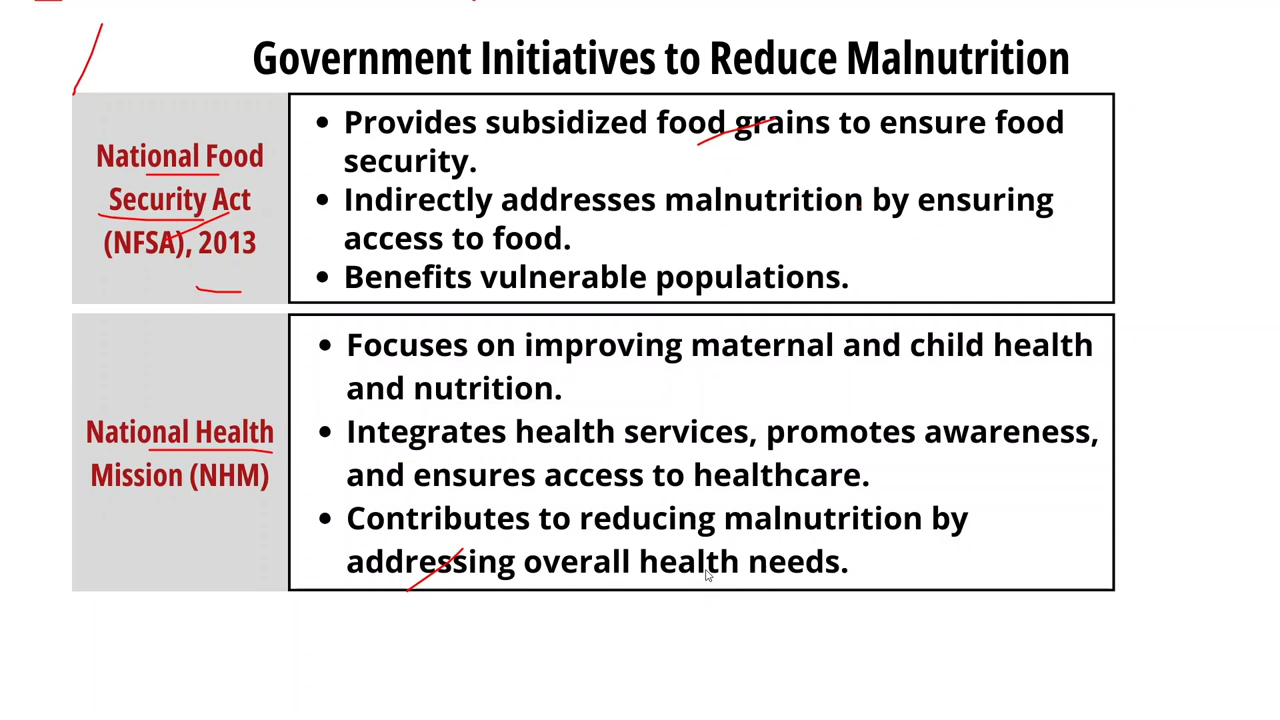 Government Initiatives to Reduce Malnutrition
National Food
Security Act
(NFSA), 2013
• Provides subsidized food grains to ensure food
security.
• Indirectly addresses malnutrition by ensuring
access to food.
• Benefits vulnerable populations.
National Health
Mission (NHM)
• Focuses on improving maternal and child health
and nutrition.
• Integrates health services, promotes awareness,
and ensures access to healthcare.
• Contributes to reducing malnutrition by
addressing overall health needs.